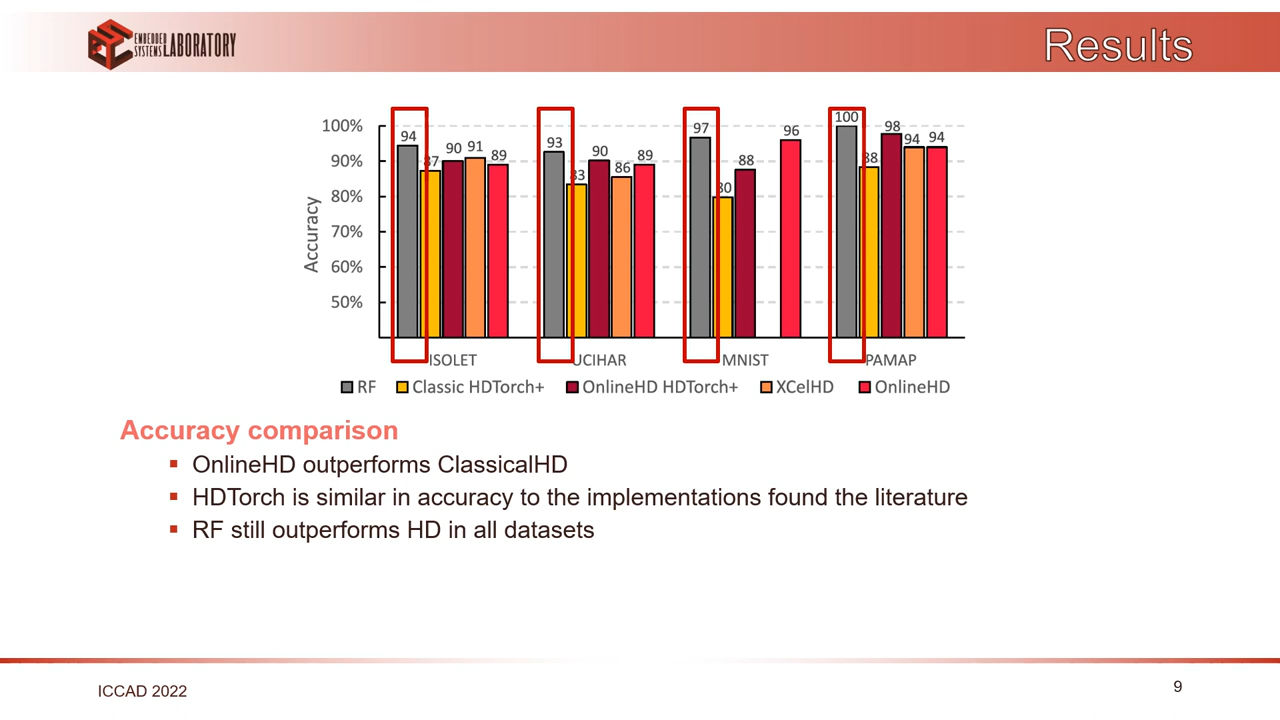 EMBEDDED
SYSTEMS LABORATORY
Results
100%
90%
80%
70%
60%
50%
Accuracy
94 87 90 91 89
93 83 90 86 89
97 80 88 96
100 88 98 94 94
ISOLET UCIHAR MNIST PAMAP
RF Classic HDTorch+ OnlineHD HDTorch+ XCelHD OnlineHD
Accuracy comparison
OnlineHD outperforms ClassicalHD
HDTorch is similar in accuracy to the implementations found the literature
RF still outperforms HD in all datasets
ICCAD 2022
9